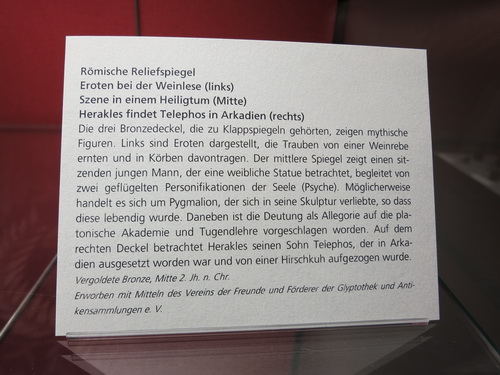 Römische Reliefspiegel
Eroten bei der Weinlese (links)
Szene in einem Heiligtum (Mitte)
Herakles findet Telephos in Arkadien (rechts)
Die drei Bronzedeckel, die zu Klappspiegeln gehörten, zeigen mythische
Figuren. Links sind Eroten dargestellt, die Trauben von einer Weinrebe
ernten und in Körben davontragen. Der mittlere Spiegel zeigt einen sit-
zenden jungen Mann, der eine weibliche Statue betrachtet, begleitet von
zwei geflügelten Personifikationen der Seele (Psyche). Möglicherweise
handelt es sich um Pygmalion, der sich in seine Skulptur verliebte, so dass
diese lebendig wurde. Daneben ist die Deutung als Allegorie auf die pla-
tonische Akademie und Tugendlehre vorgeschlagen worden. Auf dem
rechten Deckel betrachtet Herakles seinen Sohn Telephos, der in Arka-
dien ausgesetzt worden war und von einer Hirschkuh aufgezogen wurde.
Vergoldete Bronze, Mitte 2. Jh. n. Chr.
Erworben mit Mitteln des Vereins der Freunde und Förderer der Glyptothek und Anti-
kensammlungen e. V.